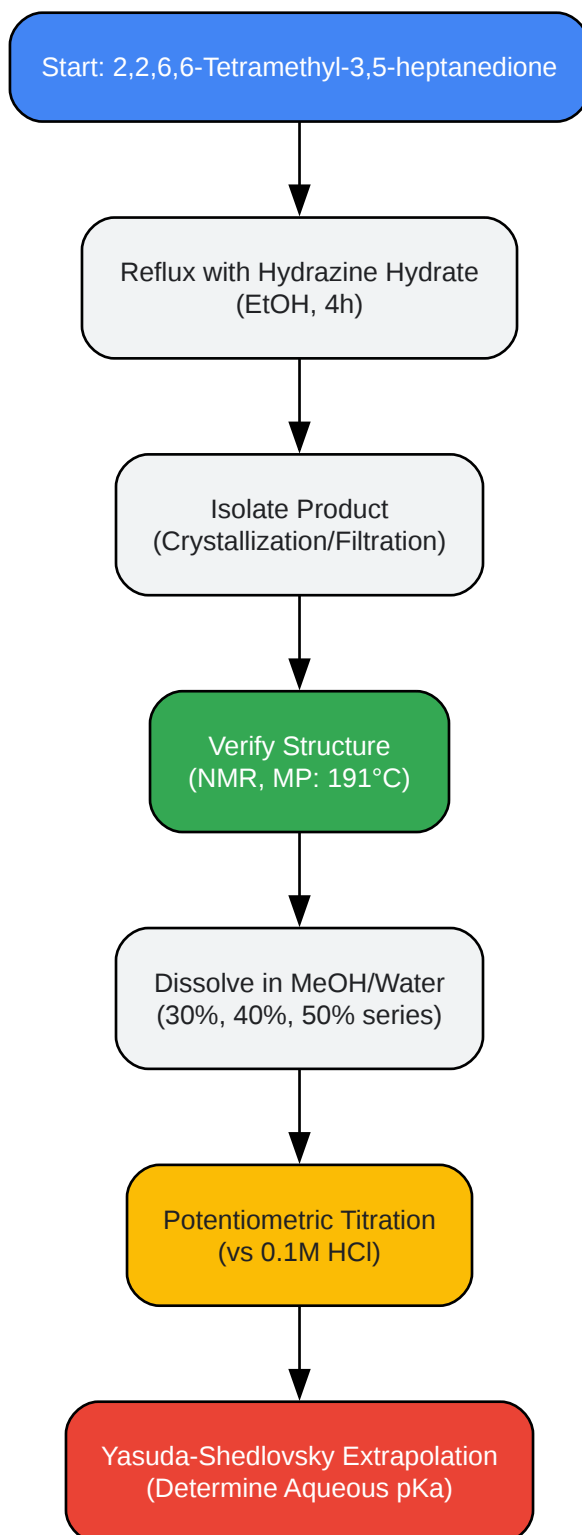 Start: 2,2,6,6-Tetramethyl-3,5-heptanedione
Reflux with Hydrazine Hydrate
(EtOH, 4h)
Isolate Product
(Crystallization/Filtration)
Verify Structure
(NMR, MP: 191°C)
Dissolve in MeOH/Water
(30%, 40%, 50% series)
Potentiometric Titration
(vs 0.1M HCl)
Yasuda-Shedlovsky Extrapolation
(Determine Aqueous pKa)